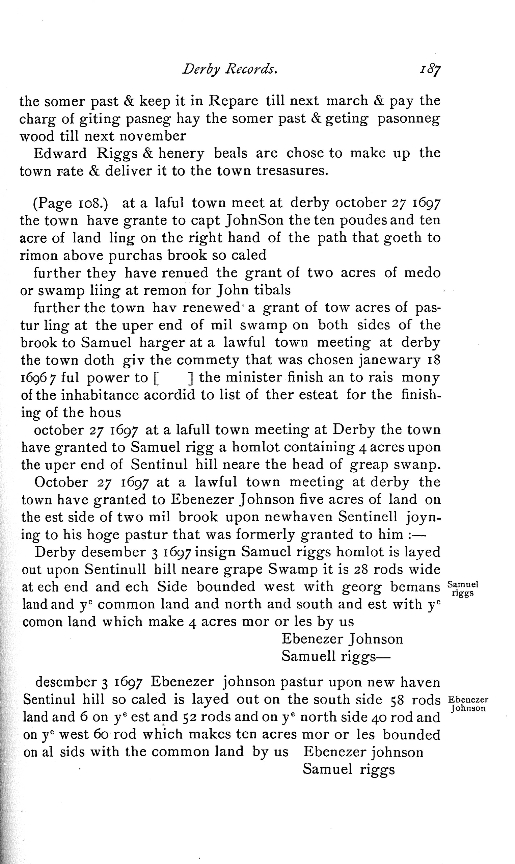 Derby Records. 187
the somer past & keep it in Repare till next march & pay the
charg of giting pasneg hay the somer past & geting pasonneg
wood till next november
Edward Riggs & henery beals are chose to make up the
town rate & deliver it to the town tresasures.
(Page 108.) at a laful town meet at derby october 27 1697
the town have grante to capt JohnSon the ten poudes and ten
acre of land ling on the right hand of the path that goeth to
rimon above purchas brook so caled
further they have renued the grant of two acres of medo
or swamp liing at remon for John tibals
further the town hav renewed a grant of tow acres of pas-
tur ling at the uper end of mil swamp on both sides of the
brook to Samuel harger at a lawful town meeting at derby
the town doth giv the commety that was chosen janewary 18
1696 7 ful power to [ ] the minister finish an to rais mony
of the inhabitance acordid to list of ther esteat for the finish-
ing of the hous
october 27 1697 at a lafull town meeting at Derby the town
have granted to Samuel rigg a homlot containing 4 acres upon
the uper end of Sentinul hill neare the head of greap swanp.
October 27 1697 at a lawful town meeting at derby the
town have granted to Ebenezer Johnson five acres of land on
the est side of two mil brook upon newhaven Sentinell joyn-
ing to his hoge pastur that was formerly granted to him :—
Derby desember 3 1697 insign Samuel riggs homlot is layed
out upon Sentinull hill neare grape Swamp it is 28 rods wide
at ech end and ech Side bounded west with georg bemans
Samuel
riggs
land and yᵉ common land and north and south and est with yᵉ
comon land which make 4 acres mor or les by us
Ebenezer Johnson
Samuell riggs—
desember 3 1697 Ebenezer johnson pastur upon new haven
Sentinul hill so caled is layed out on the south side 58 rods
Ebenezer
Johnson
land and 6 on yᵉ est and 52 rods and on yᵉ north side 40 rod and
on yᵉ west 60 rod which makes ten acres mor or les bounded
on al sids with the common land by us Ebenezer johnson
Samuel riggs